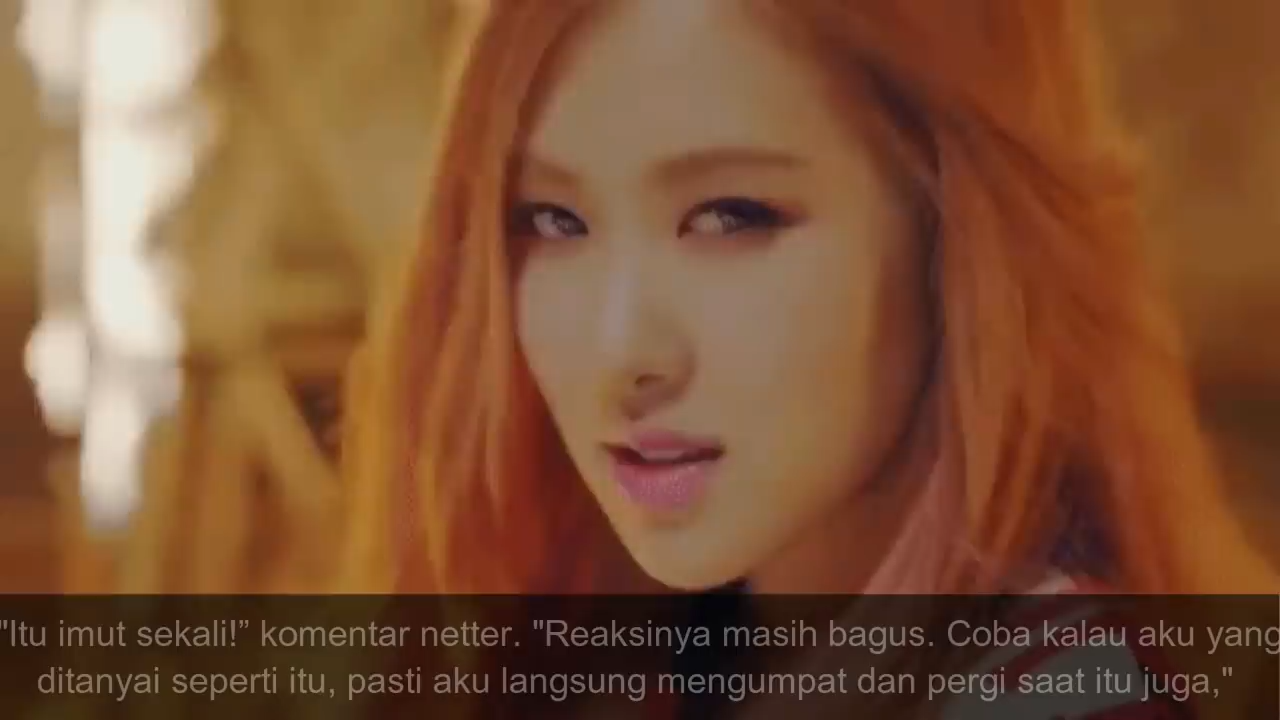 "Itu imut sekali!” komentar netter. "Reaksinya masih bagus. Coba kalau aku yang
ditanyai seperti itu, pasti aku langsung mengumpat dan pergi saat itu juga,"